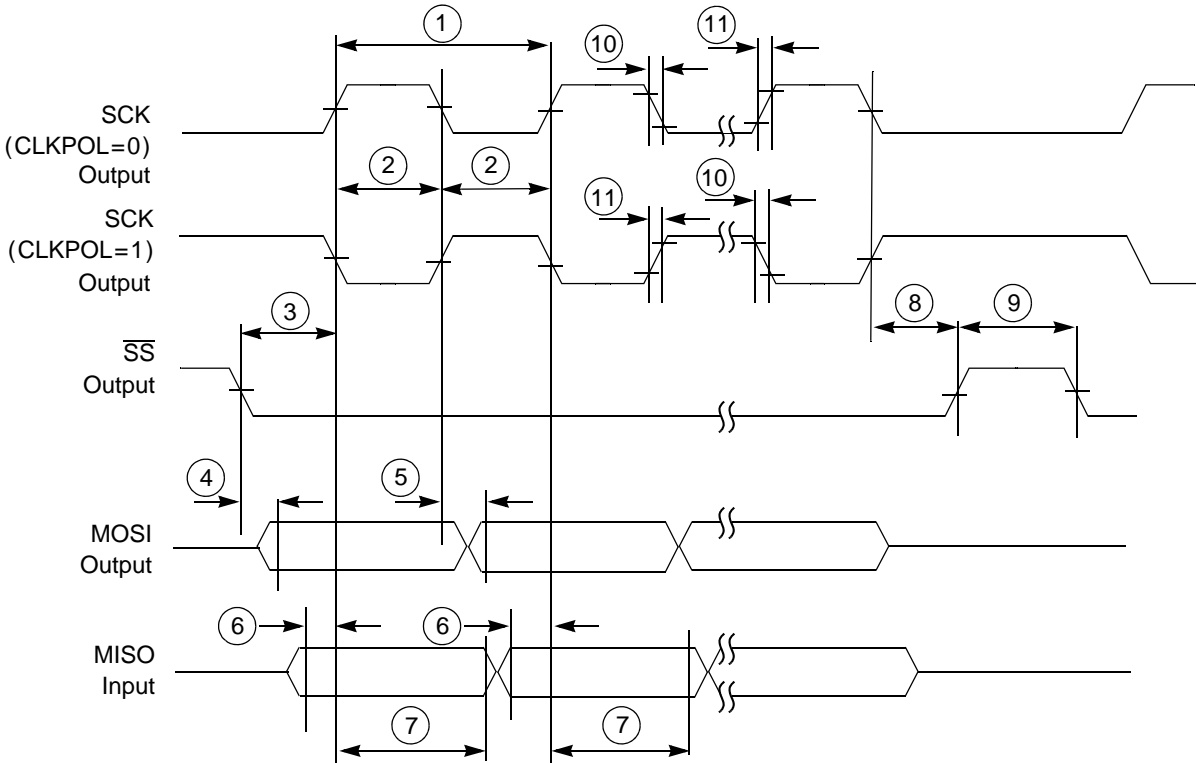 1
10
11
SCK
(CLKPOL=0)
Output
2
2
10
11
SCK
(CLKPOL=1)
Output
3
8
9
SS
Output
4
5
MOSI
Output
6
6
MISO
Input
7
7